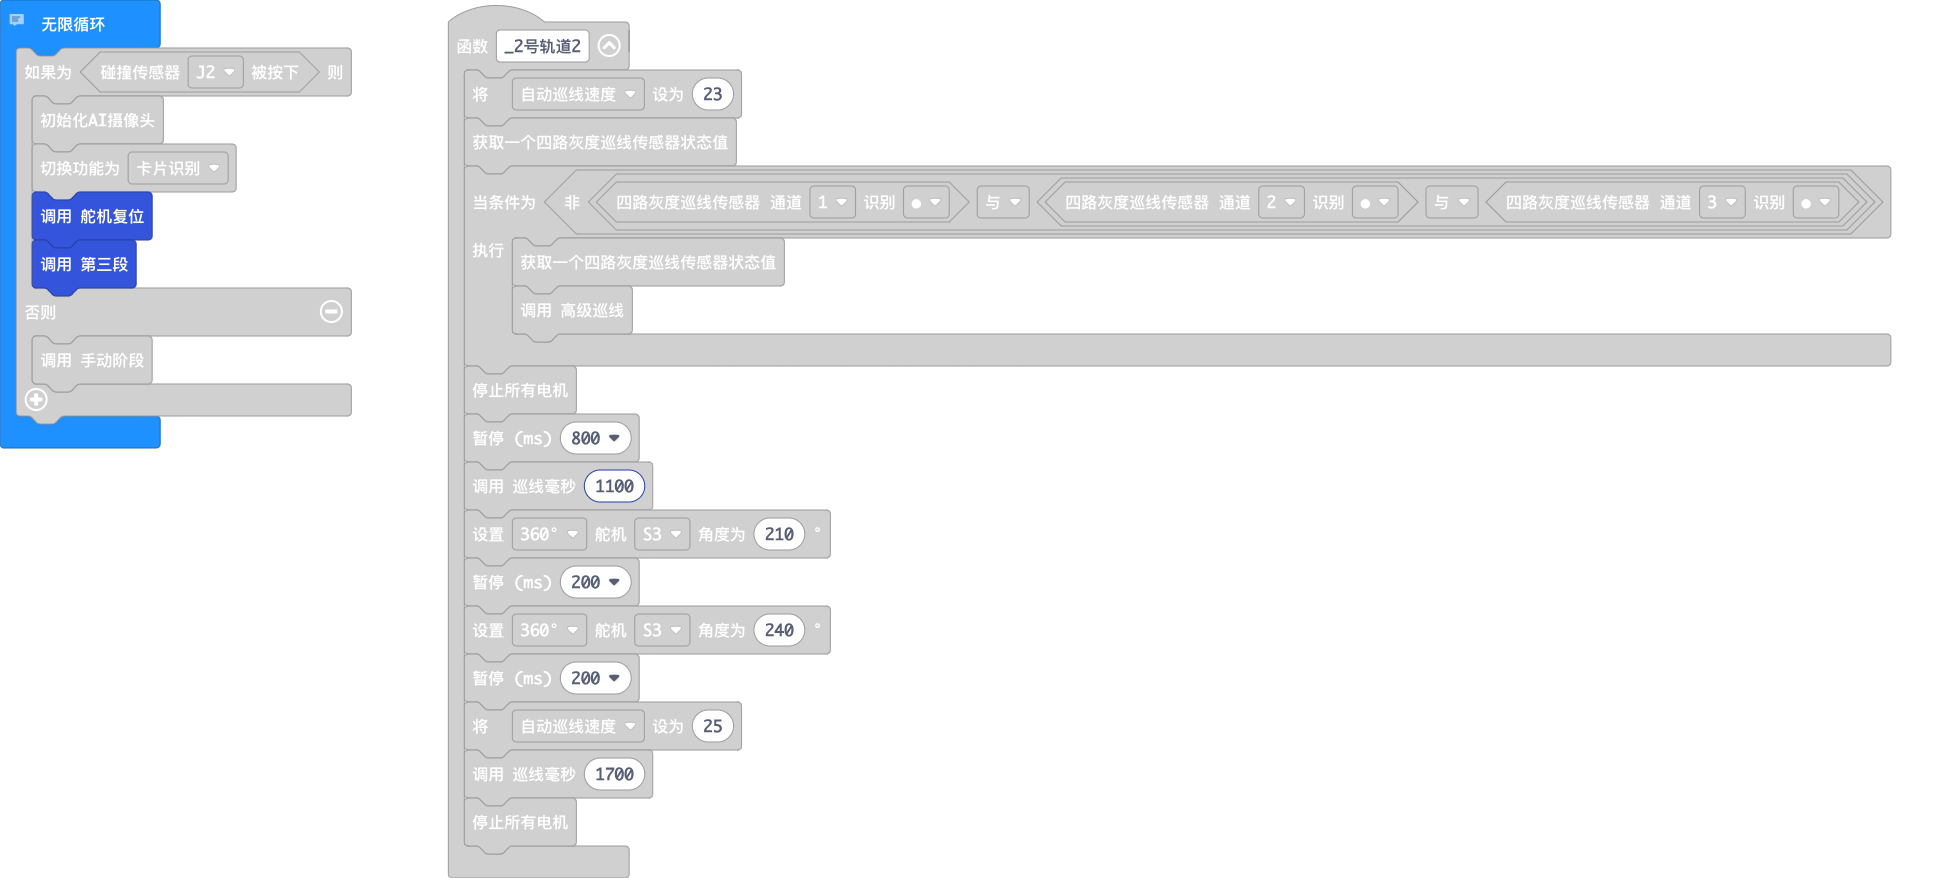 无限循环
如果为 碰撞传感器 J2 被按下 则
初始化AI摄像头
切换功能为 卡片识别
调用 舵机复位
调用 第三段
否则
调用 手动阶段
函数 _2号轨道2
将 自动巡线速度 设为 23
获取一个四路灰度巡线传感器状态值
当条件为 非 四路灰度巡线传感器 通道 1 识别 ● 与 四路灰度巡线传感器 通道 2 识别 ● 与 四路灰度巡线传感器 通道 3 识别 ●
执行
获取一个四路灰度巡线传感器状态值
调用 高级巡线
停止所有电机
暂停 (ms) 800
调用 巡线毫秒 1100
设置 360° 舵机 S3 角度为 210 °
暂停 (ms) 200
设置 360° 舵机 S3 角度为 240 °
暂停 (ms) 200
将 自动巡线速度 设为 25
调用 巡线毫秒 1700
停止所有电机